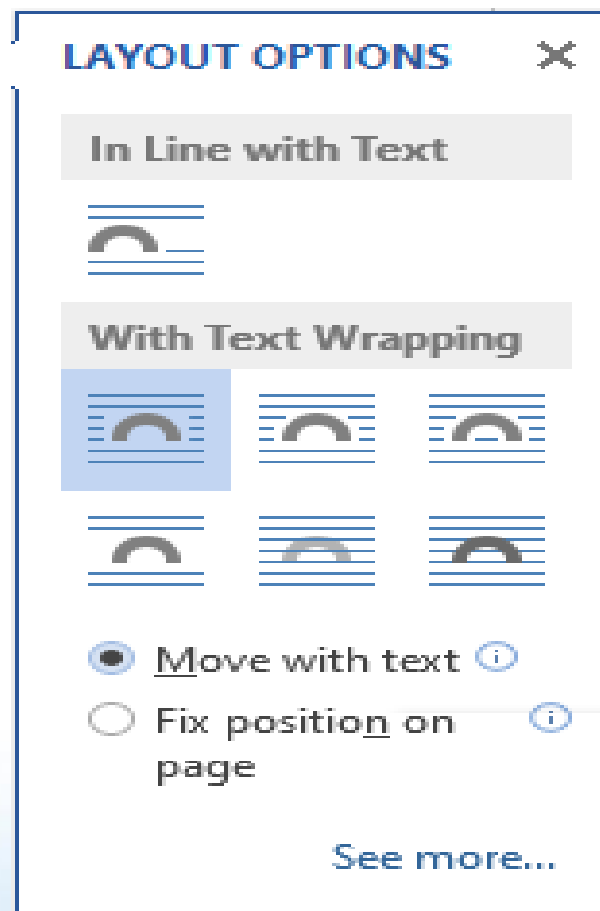 LAYOUT OPTIONS
In Line with Text
With Text Wrapping
Move with text
Fix position on
page
See more...